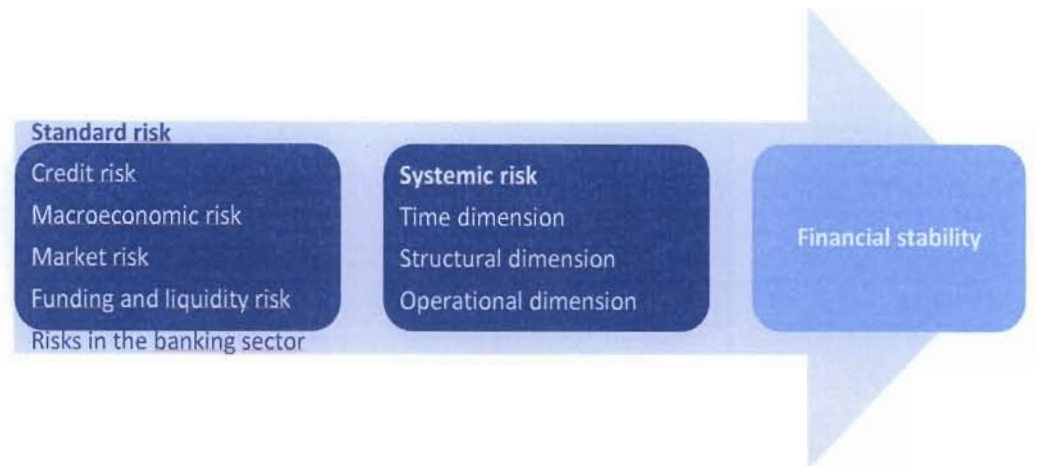 Standard risk
Credit risk
Macroeconomic risk
Market risk
Funding and liquidity risk
Risks in the banking sector
Systemic risk
Time dimension
Structural dimension
Operational dimension
Financial stability